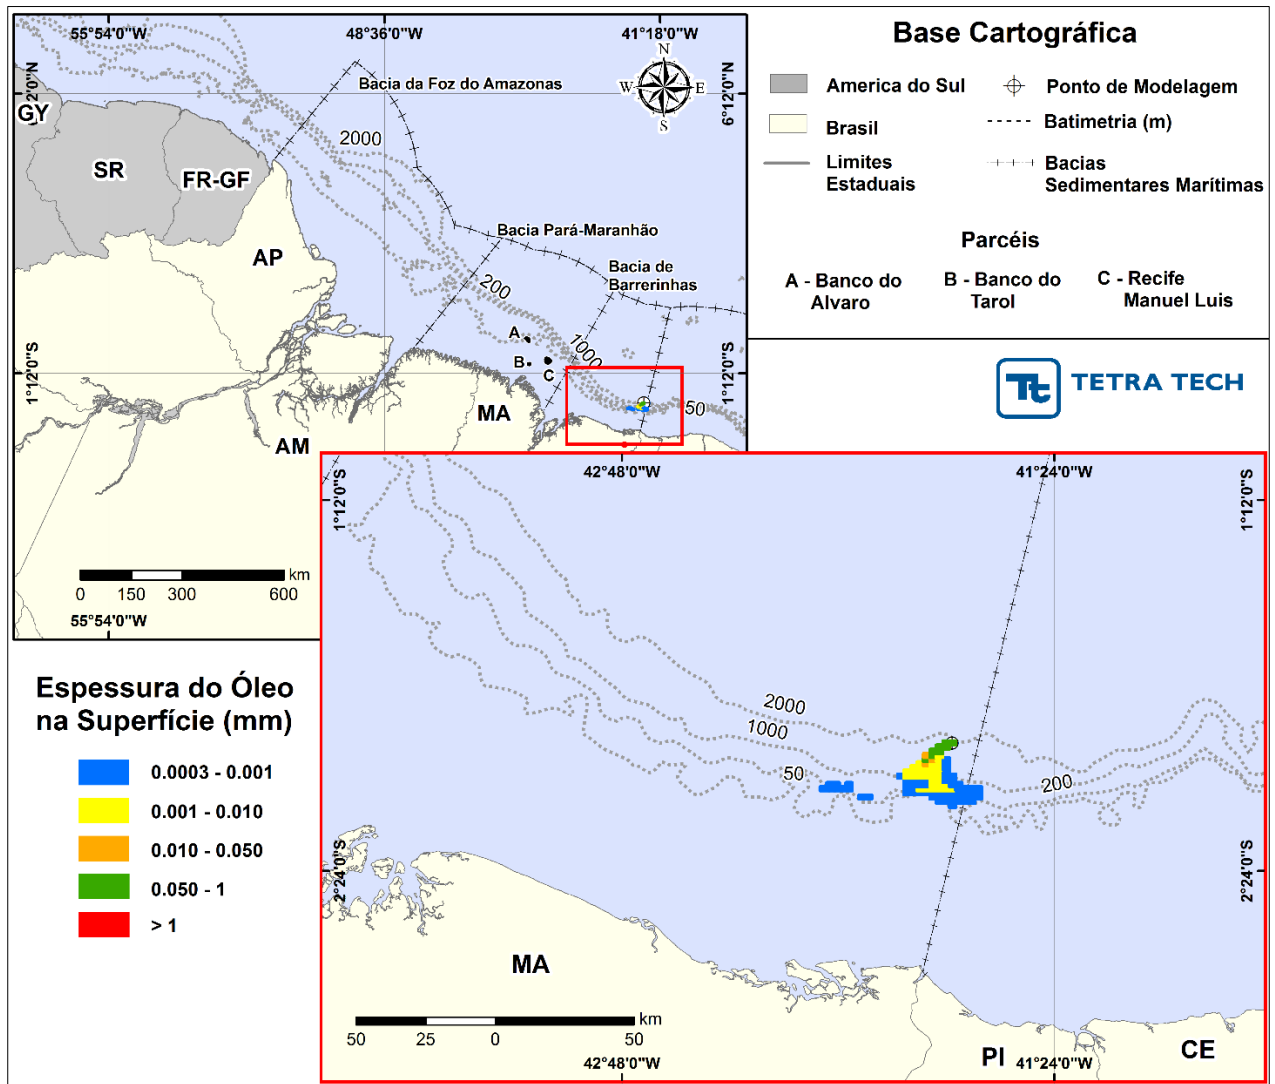 55°54'0"W
48°36'0"W
41°18'0"W
N
W
E
S
6°12'0"N
Bacia da Foz do Amazonas
GY
SR
FR-GF
2000
AP
Bacia Pará-Maranhão
Bacia de
Barrerinhas
200
1000
A
B
C
1°12'0"S
1°12'0"S
50
MA
AM
km
0 150 300 600
55°54'0"W
Base Cartográfica
America do Sul
Ponto de Modelagem
Brasil
Batimetria (m)
Limites
Estaduais
Bacias
Sedimentares Marítimas
Parcéis
A - Banco do
Alvaro
B - Banco do
Tarol
C - Recife
Manuel Luis
Tt
TETRA TECH
42°48'0"W
41°24'0"W
1°12'0"S
1°12'0"S
2000
1000
50
200
2°24'0"S
2°24'0"S
MA
PI
CE
km
50 25 0 50
42°48'0"W
41°24'0"W
Espessura do Óleo
na Superfície (mm)
0.0003 - 0.001
0.001 - 0.010
0.010 - 0.050
0.050 - 1
> 1